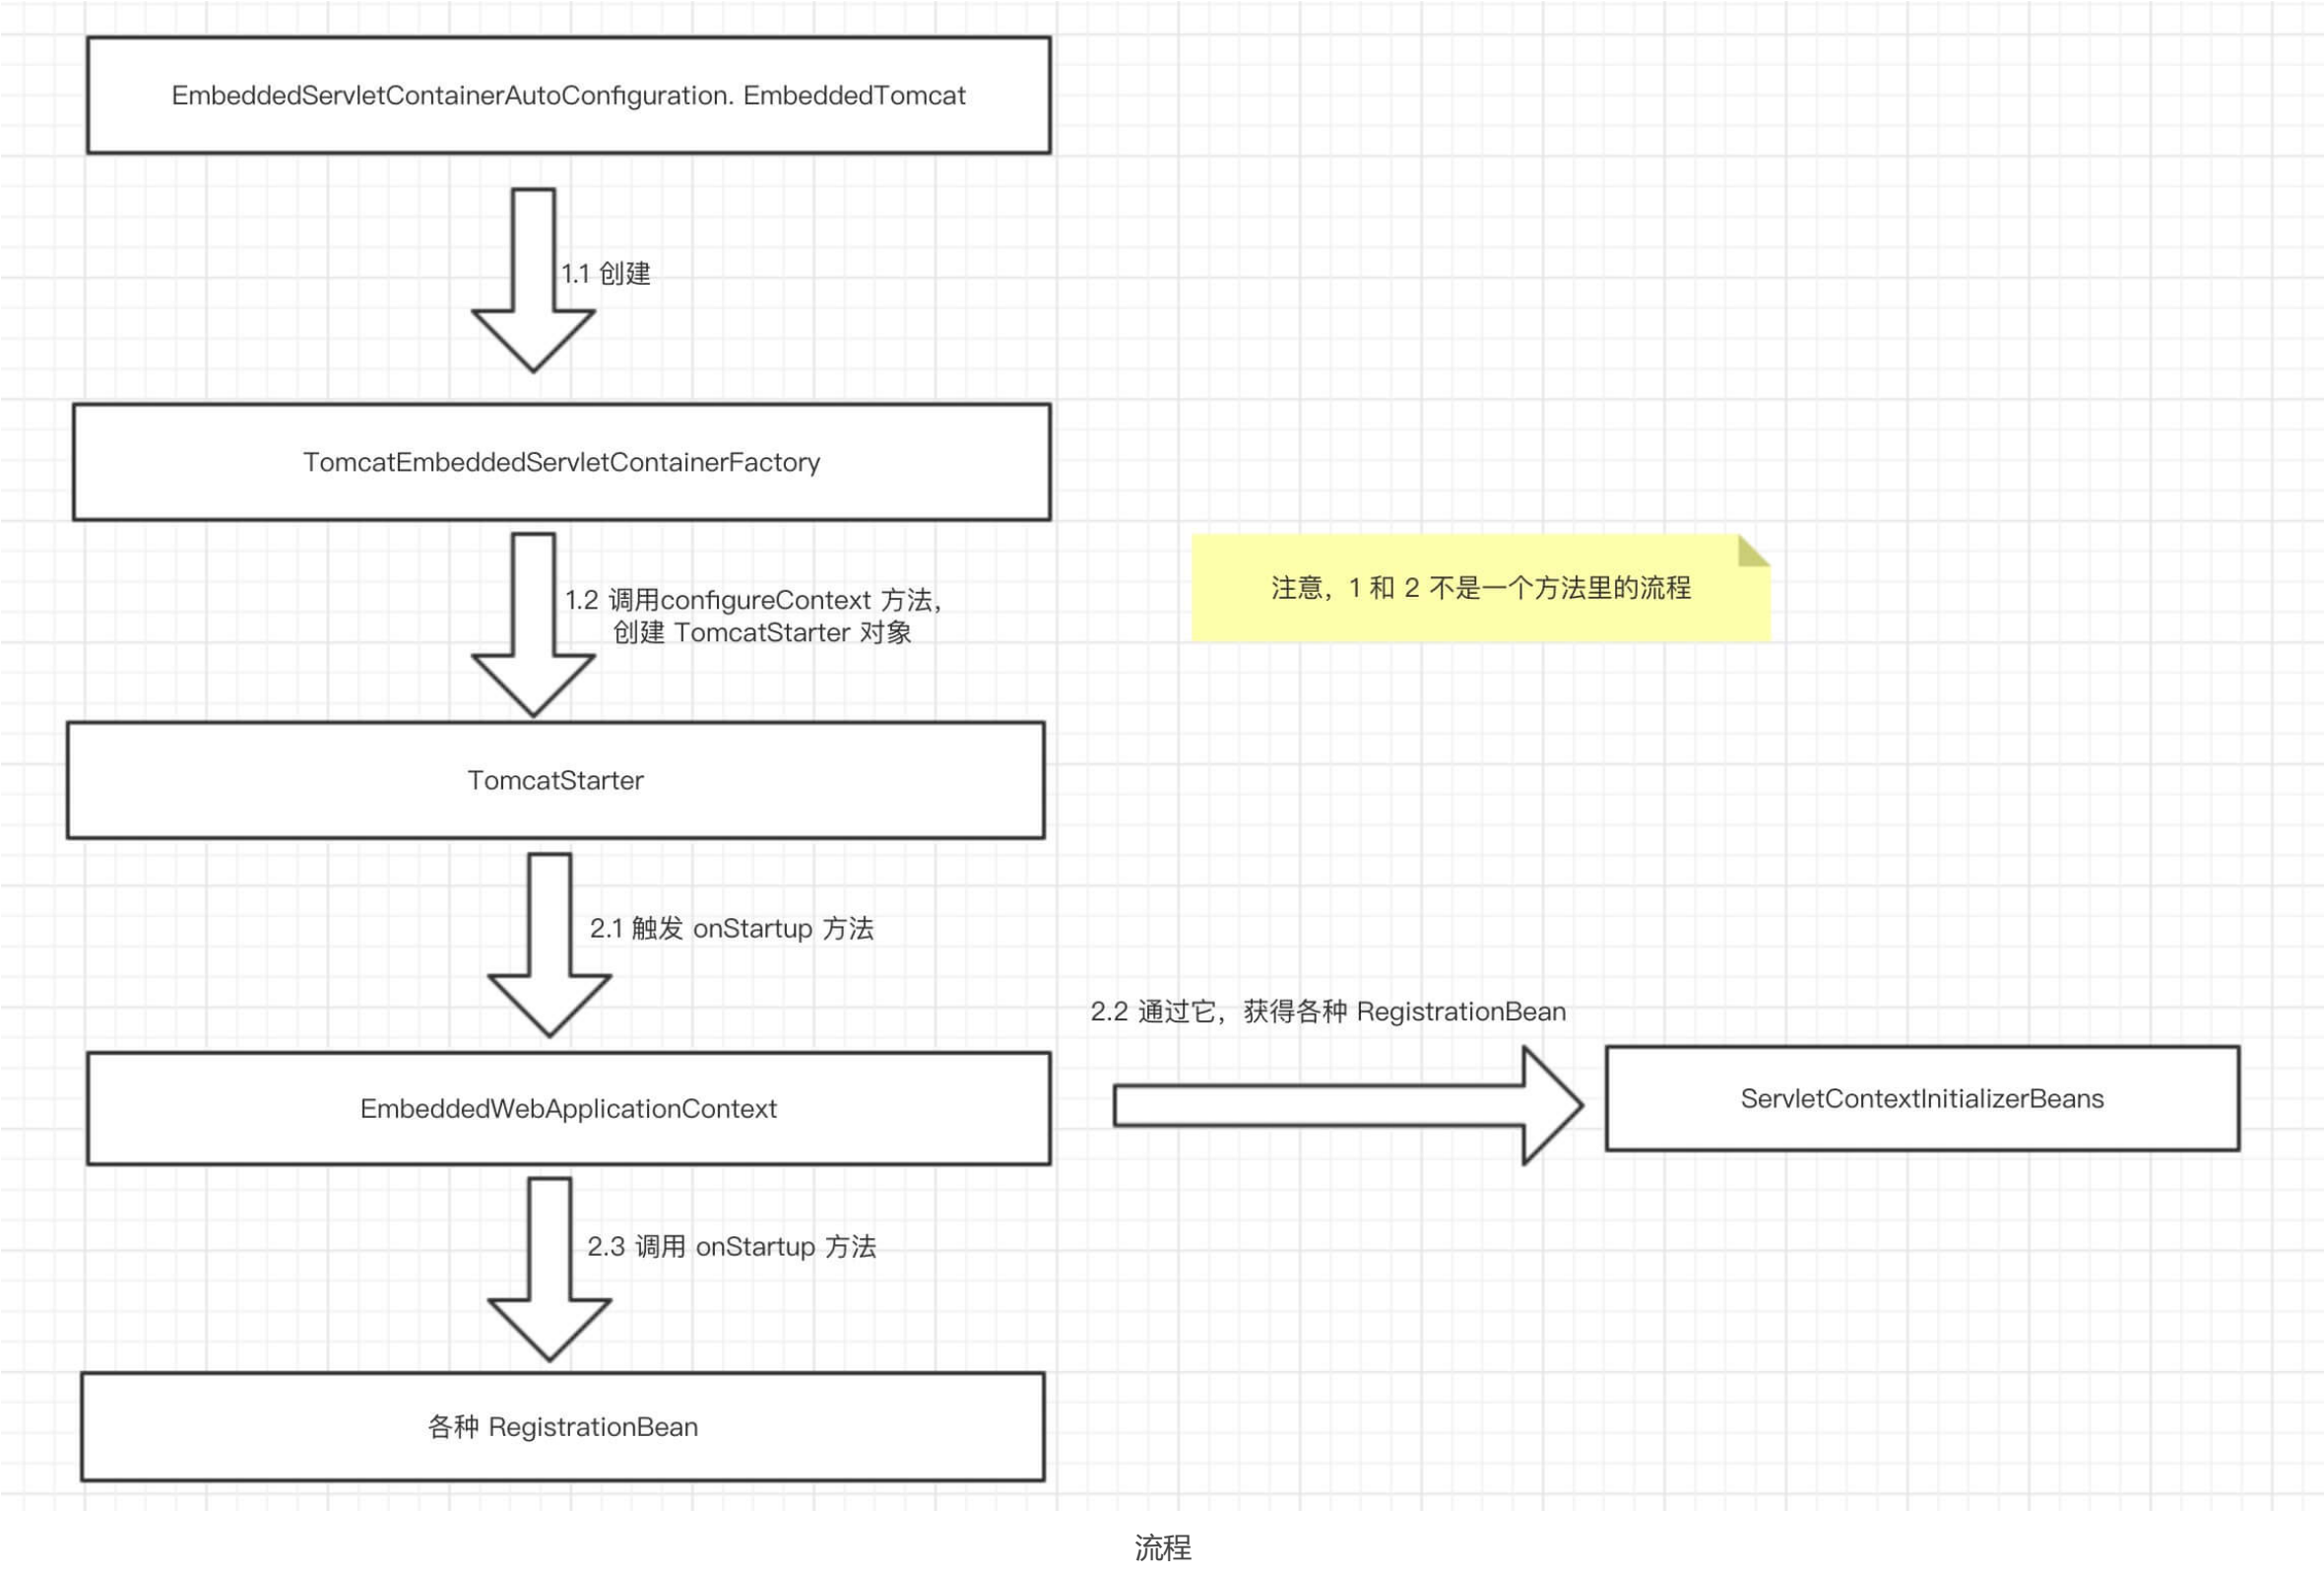 EmbeddedServletContainerAutoConfiguration. EmbeddedTomcat
1.1 创建
TomcatEmbeddedServletContainerFactory
1.2 调用configureContext 方法，
创建 TomcatStarter 对象
注意，1 和 2 不是一个方法里的流程
TomcatStarter
2.1 触发 onStartup 方法
2.2 通过它，获得各种 RegistrationBean
EmbeddedWebApplicationContext
ServletContextInitializerBeans
2.3 调用 onStartup 方法
各种 RegistrationBean
流程